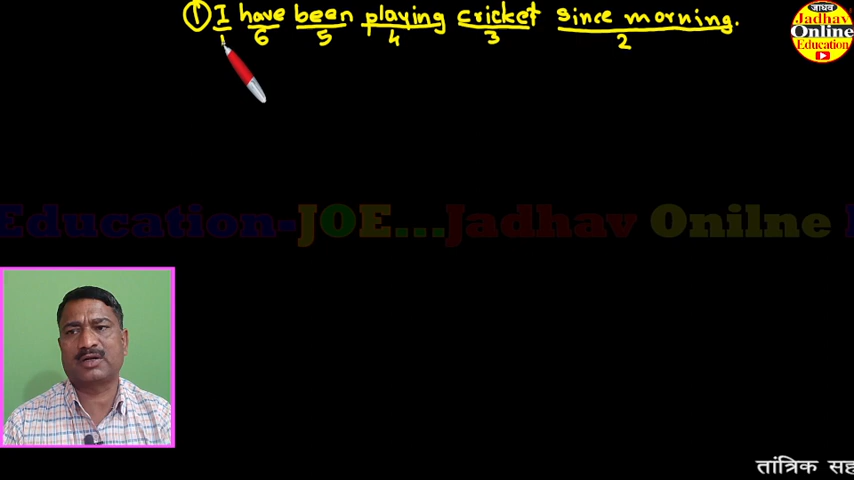 ① I have been playing cricket since morning.
1 6 5 4 3 2
जाधव
Jadhav
Online
Education
Education-JOE...Jadhav Onilne
तांत्रिक